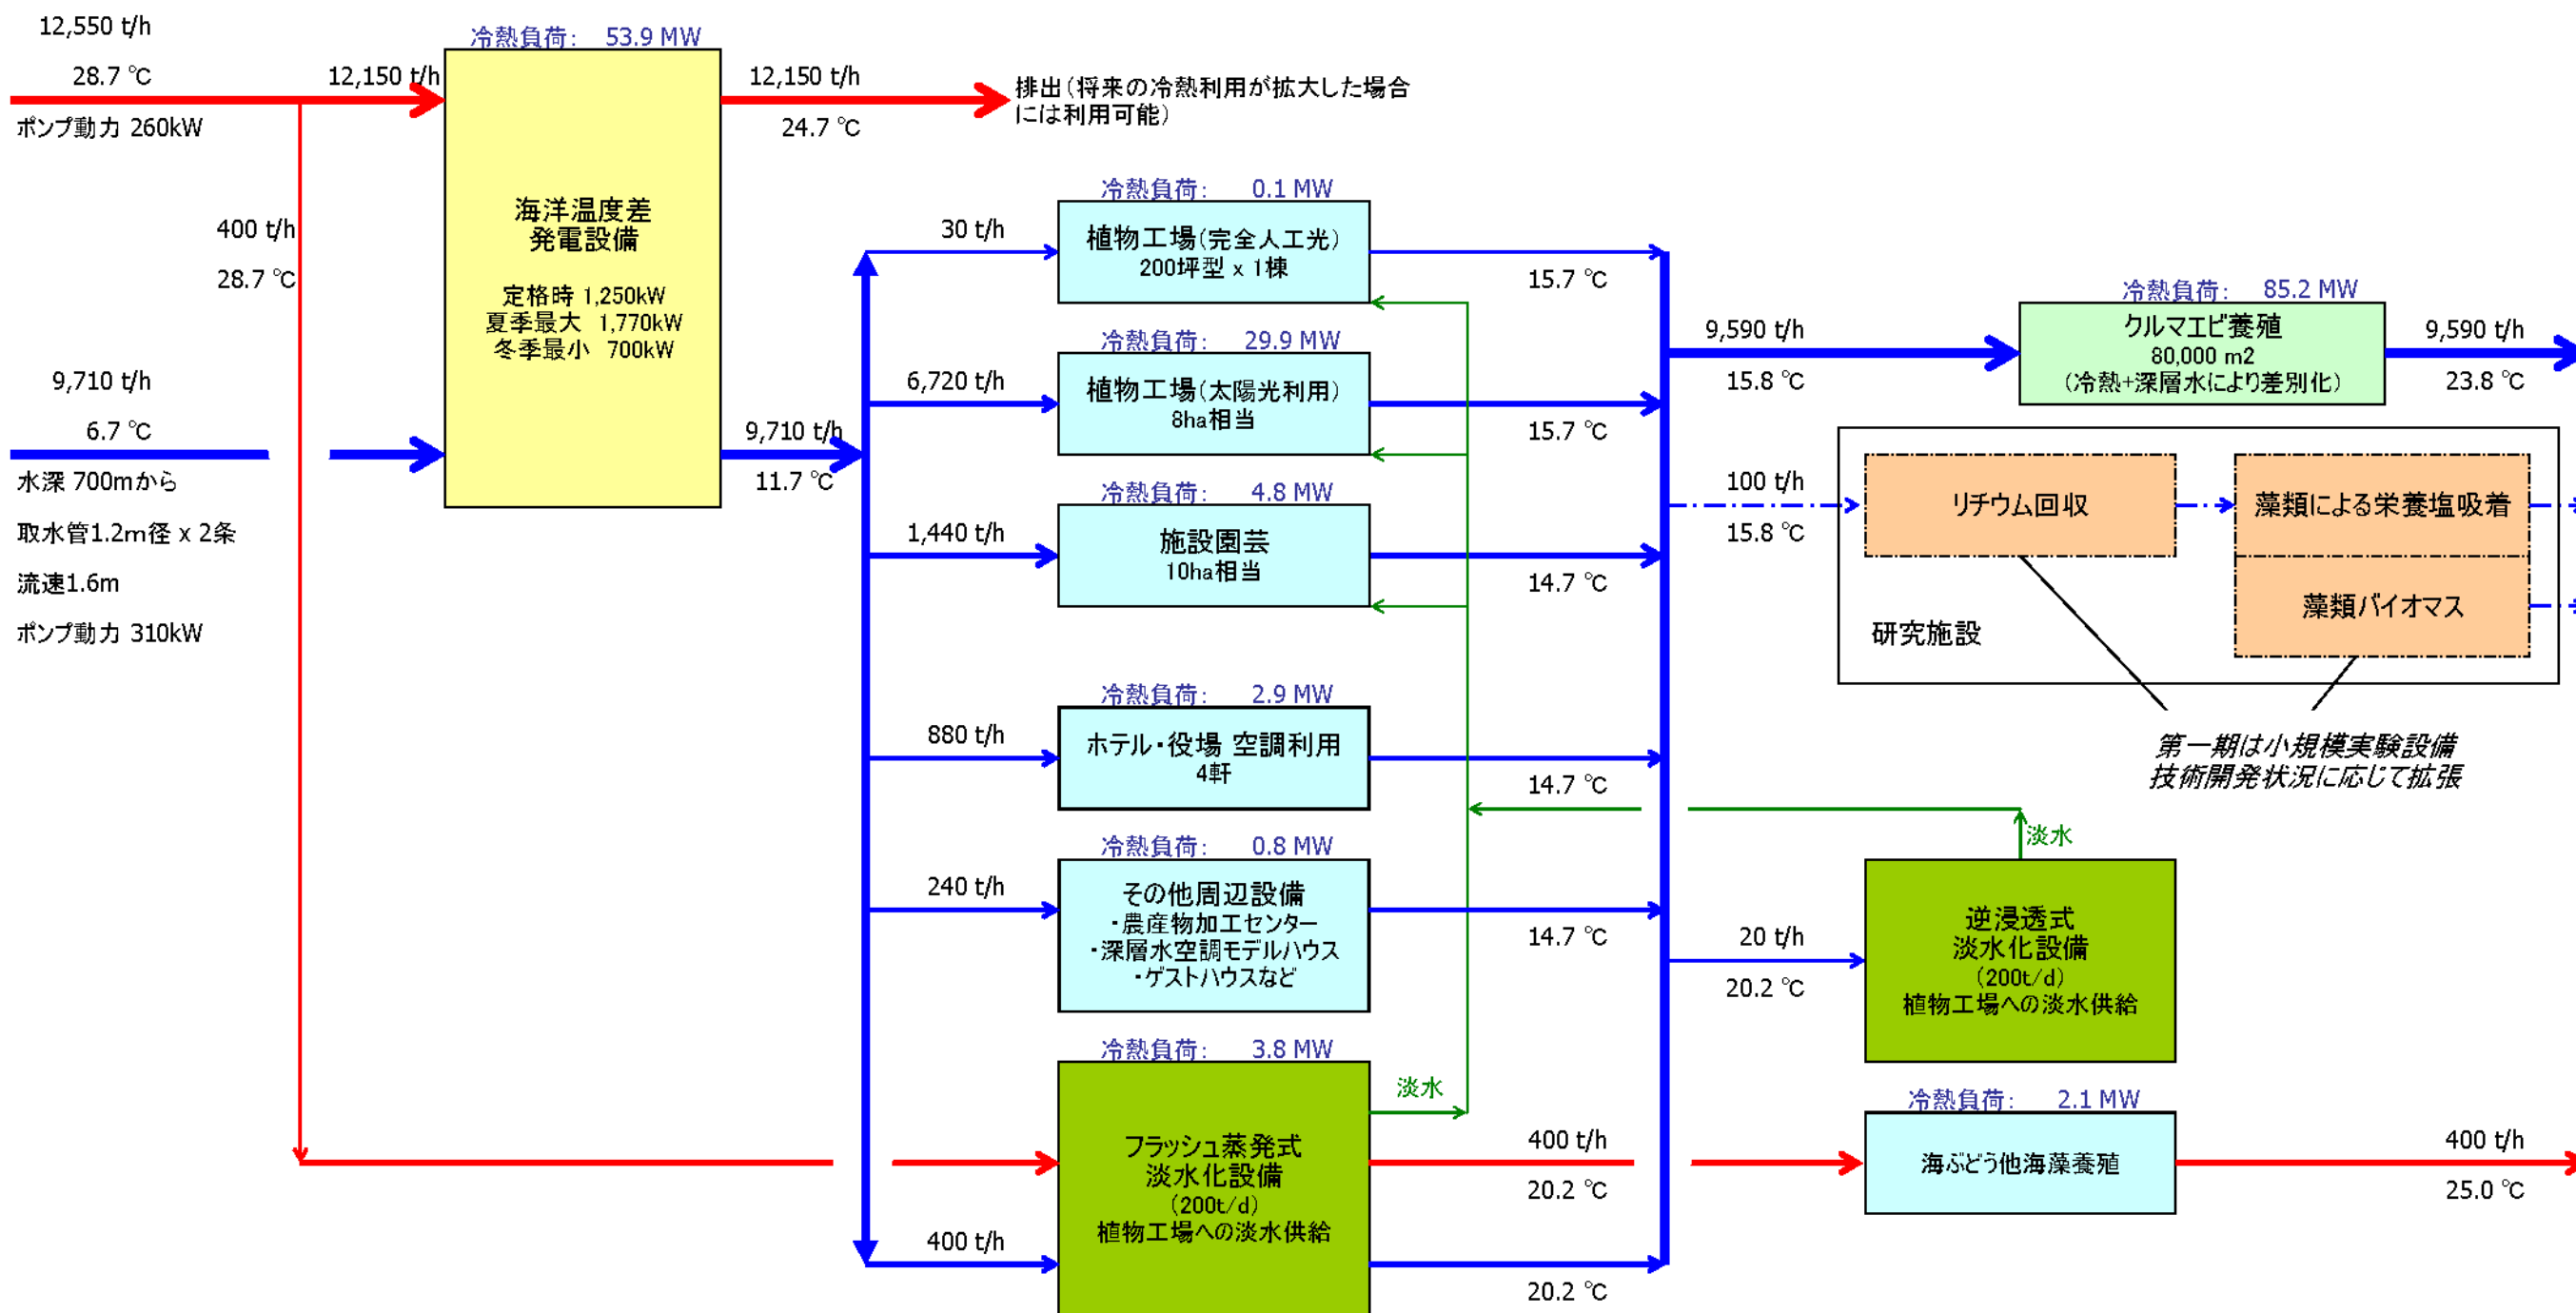 12,550 t/h
28.7 ℃
ポンプ動力 260kW
12,150 t/h
400 t/h
28.7 ℃
9,710 t/h
6.7 ℃
水深 700mから
取水管1.2m径 x 2条
流速1.6m
ポンプ動力 310kW
冷熱負荷: 53.9 MW
海洋温度差
発電設備
定格時 1,250kW
夏季最大 1,770kW
冬季最小 700kW
12,150 t/h
24.7 ℃
排出(将来の冷熱利用が拡大した場合
には利用可能)
9,710 t/h
11.7 ℃
30 t/h
冷熱負荷: 0.1 MW
植物工場(完全人工光)
200坪型 x 1棟
15.7 ℃
6,720 t/h
冷熱負荷: 29.9 MW
植物工場(太陽光利用)
8ha相当
15.7 ℃
1,440 t/h
冷熱負荷: 4.8 MW
施設園芸
10ha相当
14.7 ℃
880 t/h
冷熱負荷: 2.9 MW
ホテル・役場 空調利用
4軒
14.7 ℃
240 t/h
冷熱負荷: 0.8 MW
その他周辺設備
・農産物加工センター
・深層水空調モデルハウス
・ゲストハウスなど
14.7 ℃
400 t/h
冷熱負荷: 3.8 MW
フラッシュ蒸発式
淡水化設備
(200t/d)
植物工場への淡水供給
淡水
400 t/h
20.2 ℃
20.2 ℃
9,590 t/h
15.8 ℃
冷熱負荷: 85.2 MW
クルマエビ養殖
80,000 m2
(冷熱+深層水により差別化)
9,590 t/h
23.8 ℃
100 t/h
15.8 ℃
リチウム回収
藻類による栄養塩吸着
藻類バイオマス
研究施設
第一期は小規模実験設備
技術開発状況に応じて拡張
淡水
20 t/h
20.2 ℃
逆浸透式
淡水化設備
(200t/d)
植物工場への淡水供給
冷熱負荷: 2.1 MW
海ぶどう他海藻養殖
400 t/h
25.0 ℃